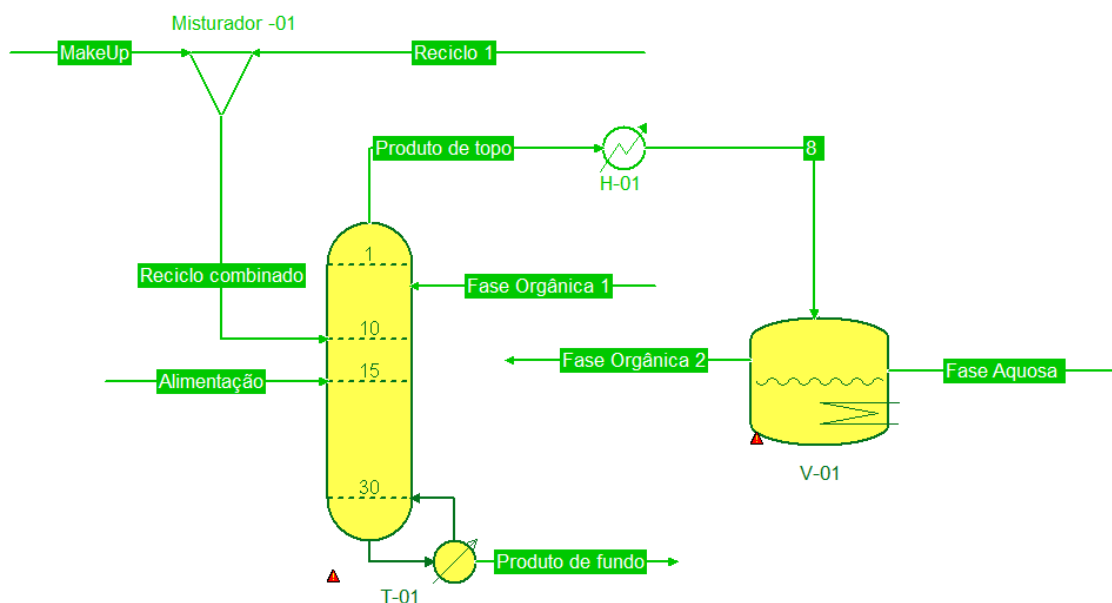 Misturador -01
MakeUp
Reciclo 1
Produto de topo
8
H-01
1
Reciclo combinado
Fase Orgânica 1
10
15
Alimentação
Fase Orgânica 2
Fase Aquosa
V-01
30
Produto de fundo
T-01